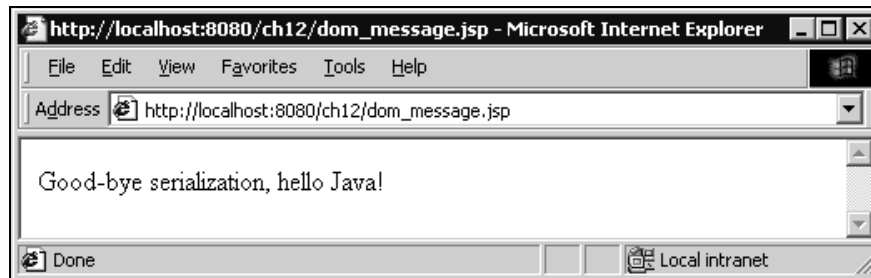 http://localhost:8080/ch12/dom_message.jsp - Microsoft Internet Explorer
File Edit View Favorites Tools Help
Address http://localhost:8080/ch12/dom_message.jsp
Good-bye serialization, hello Java!
Done Local intranet